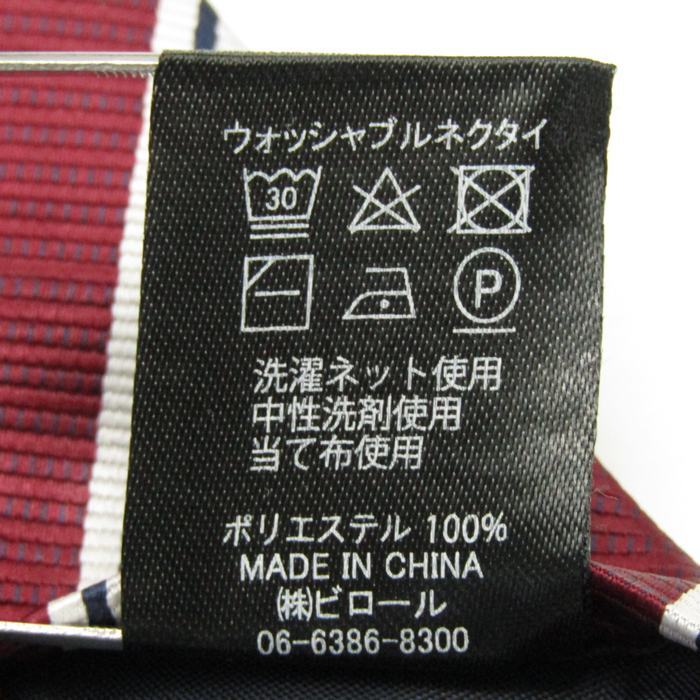 ウォッシャブルネクタイ
30
P
洗濯ネット使用
中性洗剤使用
当て布使用
ポリエステル 100%
MADE IN CHINA
㈱ビロール
06-6386-8300